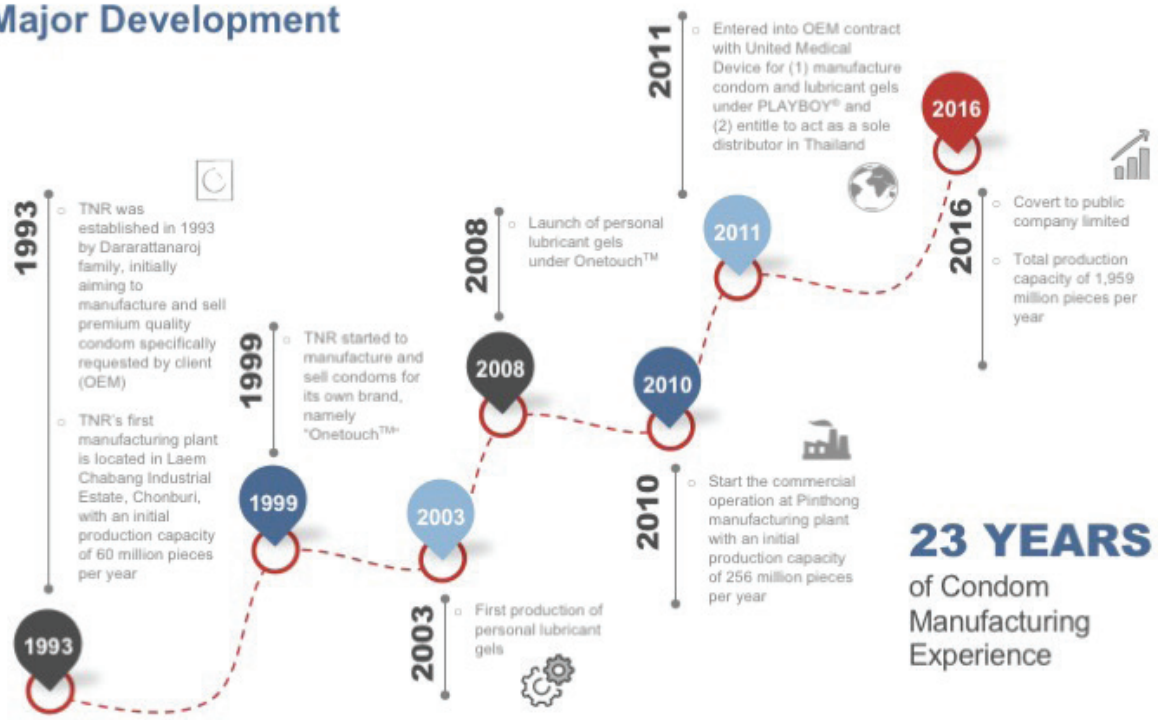 Major Development
1993
TNR was
established in 1993
by Dararattanaroj
family, initially
aiming to
manufacture and sell
premium quality
condom specifically
requested by client
(OEM)
TNR's first
manufacturing plant
is located in Laem
Chabang Industrial
Estate, Chonburi,
with an initial
production capacity
of 60 million pieces
per year
1993
1999
TNR started to
manufacture and
sell condoms for
its own brand,
namely
"Onetouch™"
1999
2003
2003
First production of
personal lubricant
gels
2008
Launch of personal
lubricant gels
under Onetouch™
2008
2010
2010
Start the commercial
operation at Pinthong
manufacturing plant
with an initial
production capacity
of 256 million pieces
per year
2011
Entered into OEM contract
with United Medical
Device for (1) manufacture
condom and lubricant gels
under PLAYBOY® and
(2) entitle to act as a sole
distributor in Thailand
2011
2016
2016
Covert to public
company limited
Total production
capacity of 1,959
million pieces per
year
23 YEARS
of Condom
Manufacturing
Experience